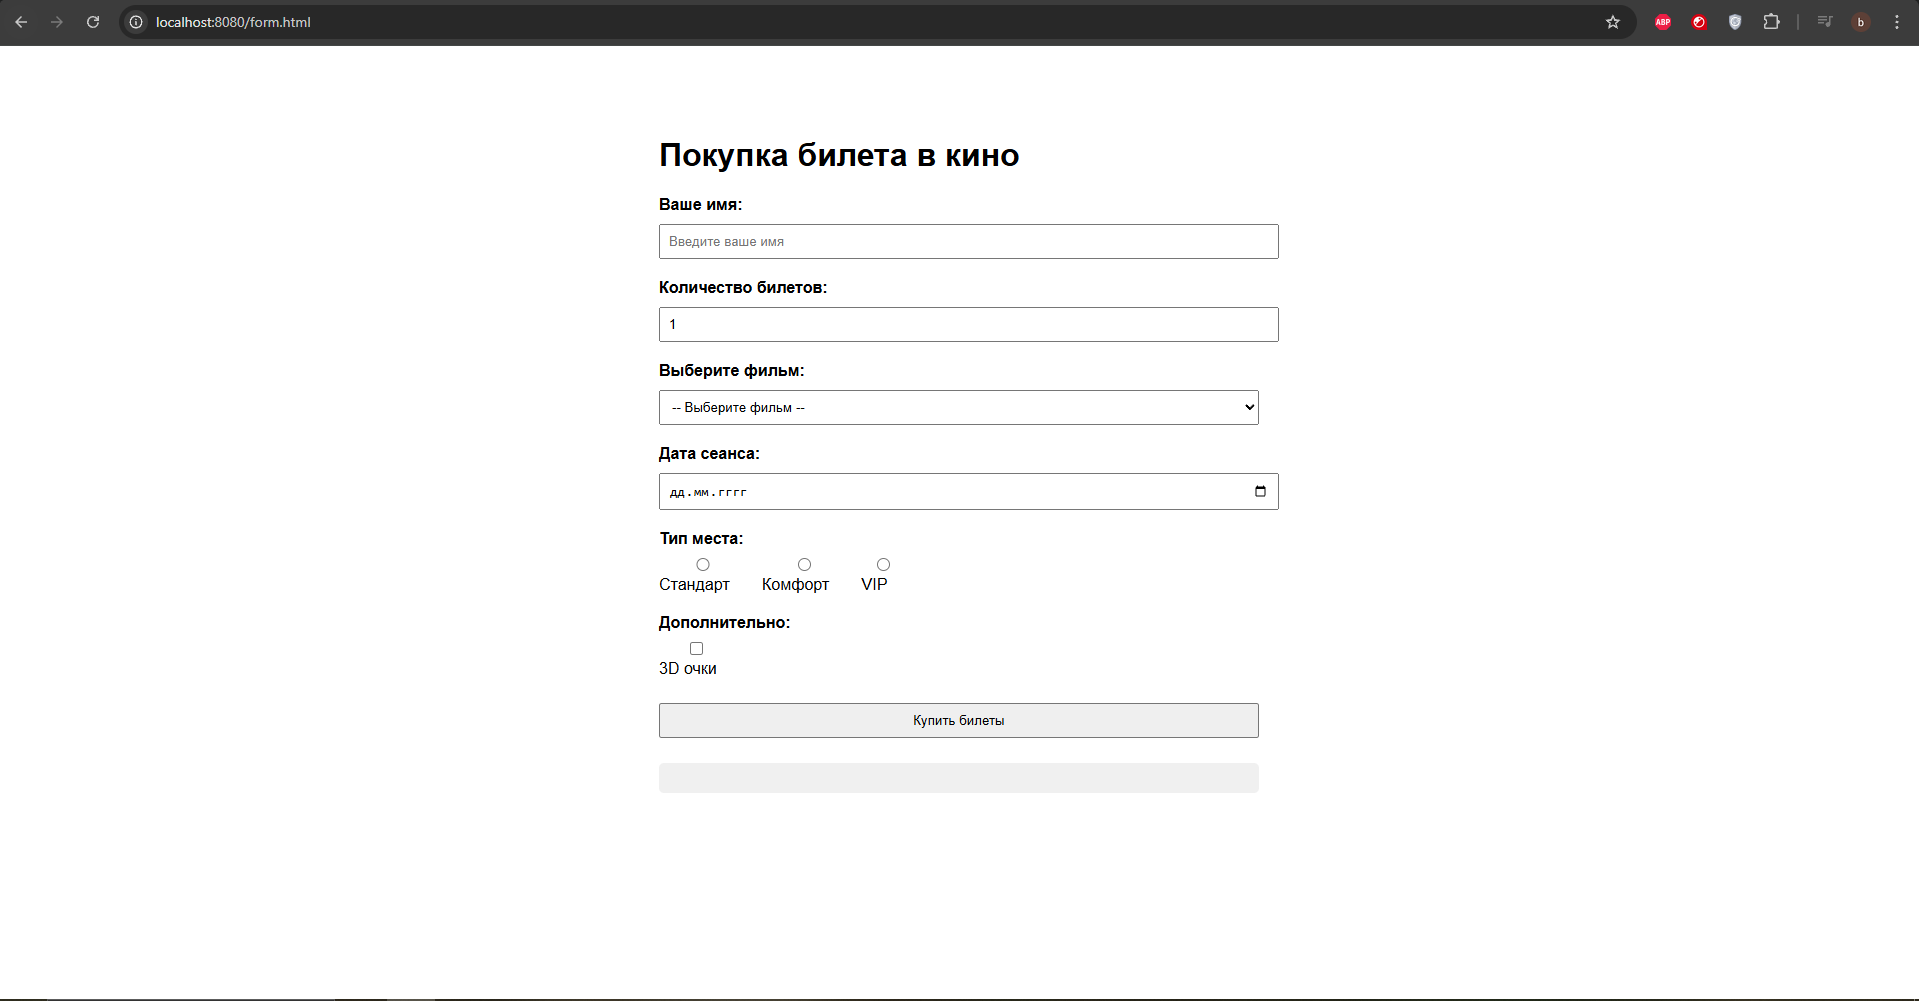 localhost:8080/form.html
ABP
b
Покупка билета в кино
Ваше имя:
Введите ваше имя
Количество билетов:
1
Выберите фильм:
-- Выберите фильм --
Дата сеанса:
дд.мм.гггг
Тип места:
Стандарт Комфорт VIP
Дополнительно:
3D очки
Купить билеты